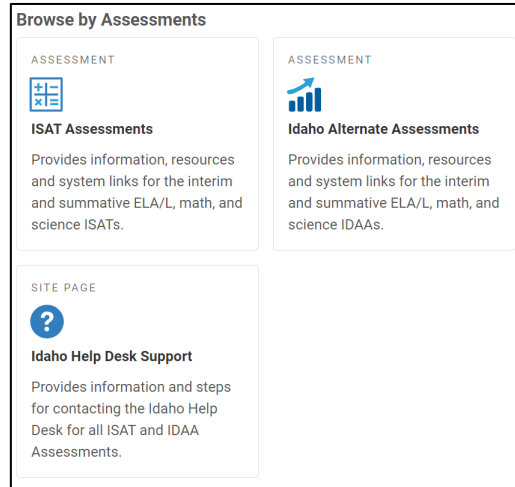 Browse by Assessments
ASSESSMENT
ISAT Assessments
Provides information, resources
and system links for the interim
and summative ELA/L, math, and
science ISATs.
ASSESSMENT
Idaho Alternate Assessments
Provides information, resources
and system links for the interim
and summative ELA/L, math, and
science IDAAs.
SITE PAGE
?
Idaho Help Desk Support
Provides information and steps
for contacting the Idaho Help
Desk for all ISAT and IDAA
Assessments.